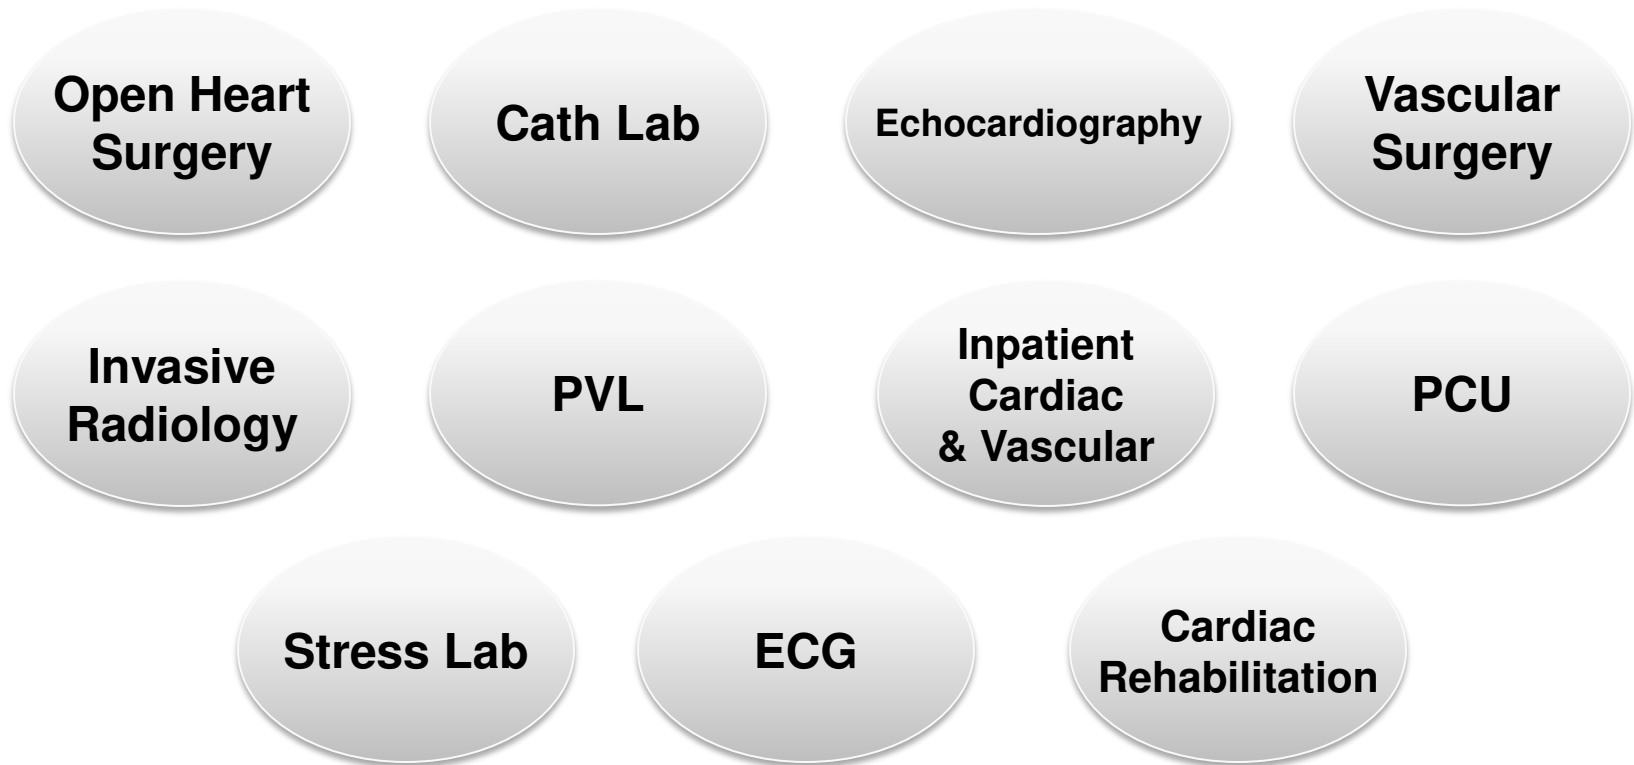 Open Heart
Surgery
Cath Lab
Echocardiography
Vascular
Surgery
Invasive
Radiology
PVL
Inpatient
Cardiac
& Vascular
PCU
Stress Lab
ECG
Cardiac
Rehabilitation